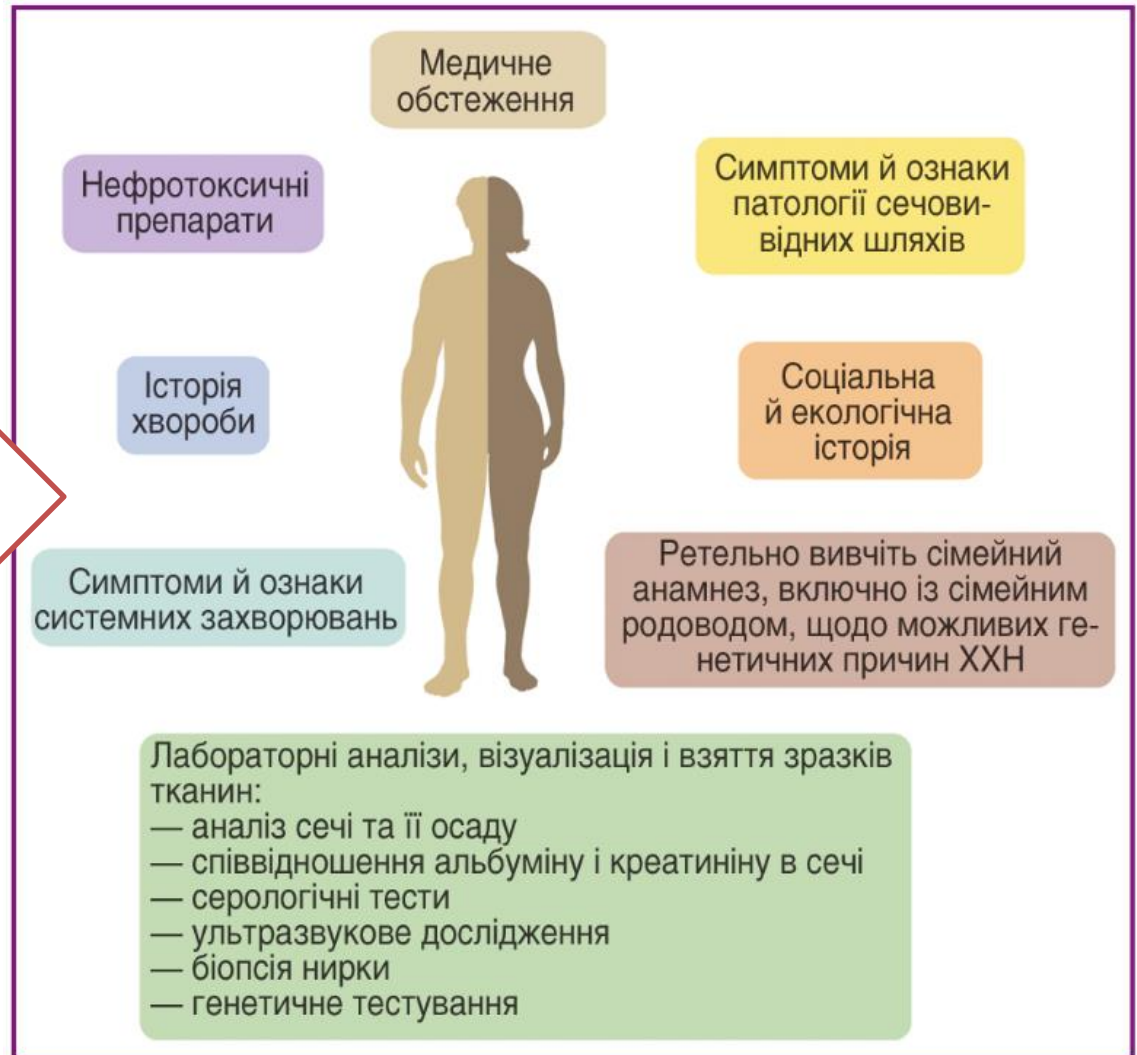 Медичне
обстеження
Нефротоксичні
препарати
Симптоми й ознаки
патології сечови-
відних шляхів
Історія
хвороби
Соціальна
й екологічна
історія
Симптоми й ознаки
системних захворювань
Ретельно вивчіть сімейний
анамнез, включно із сімейним
родоводом, щодо можливих ге-
нетичних причин ХХН
Лабораторні аналізи, візуалізація і взяття зразків
тканин:
— аналіз сечі та її осаду
— співвідношення альбуміну і креатиніну в сечі
— серологічні тести
— ультразвукове дослідження
— біопсія нирки
— генетичне тестування